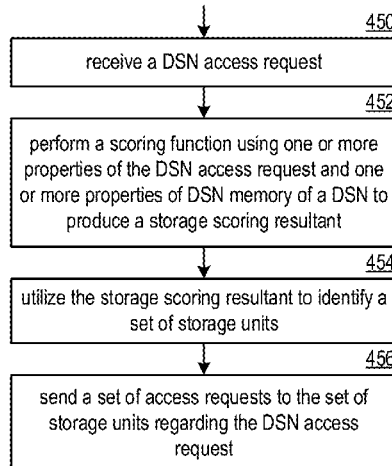 450
receive a DSN access request
452
perform a scoring function using one or more
properties of the DSN access request and one
or more properties of DSN memory of a DSN to
produce a storage scoring resultant
454
utilize the storage scoring resultant to identify a
set of storage units
456
send a set of access requests to the set of
storage units regarding the DSN access
request